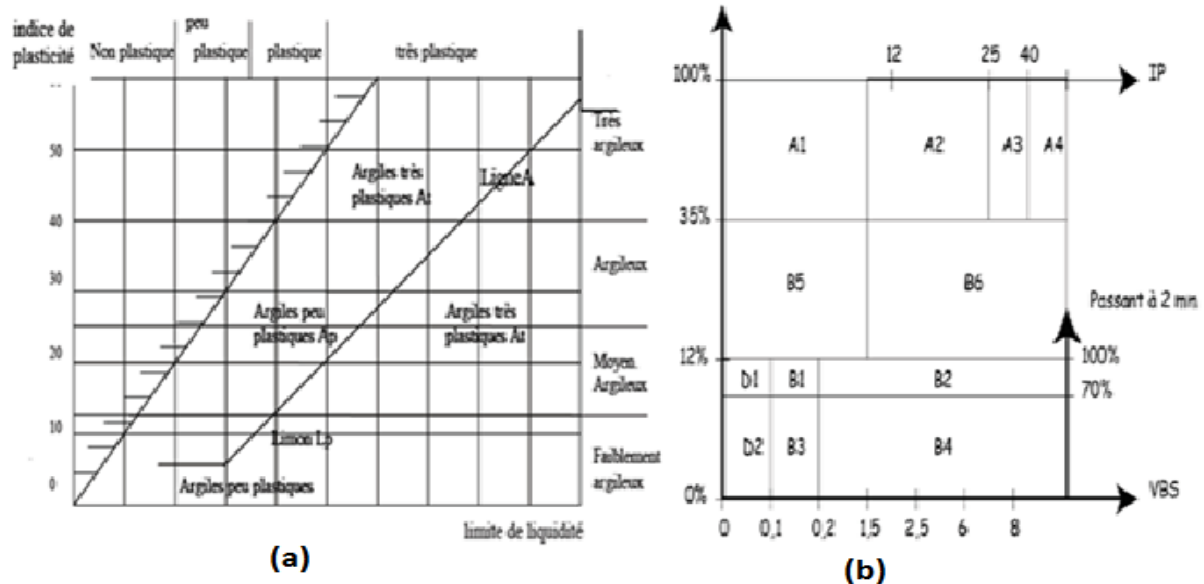 indice de
plasticité
Non plastique
peu
plastique
plastique
très plastique
50
40
30
20
10
0
Très
argileux
Argileux
Moyen
Argileux
Faiblement
argileux
Argiles très
plastiques At
Ligne A
Argiles peu
plastiques Ap
Argiles très
plastiques At
Limon Lp
Argiles peu plastiques
limite de liquidité
(a)
12 25 40
100% IP
A1 A2 A3 A4
35%
B5 B6
Passant à 2 mm
12% 100%
D1 B1 B2
70%
D2 B3 B4
0% VBS
0 0,1 0,2 1,5 2,5 6 8
(b)